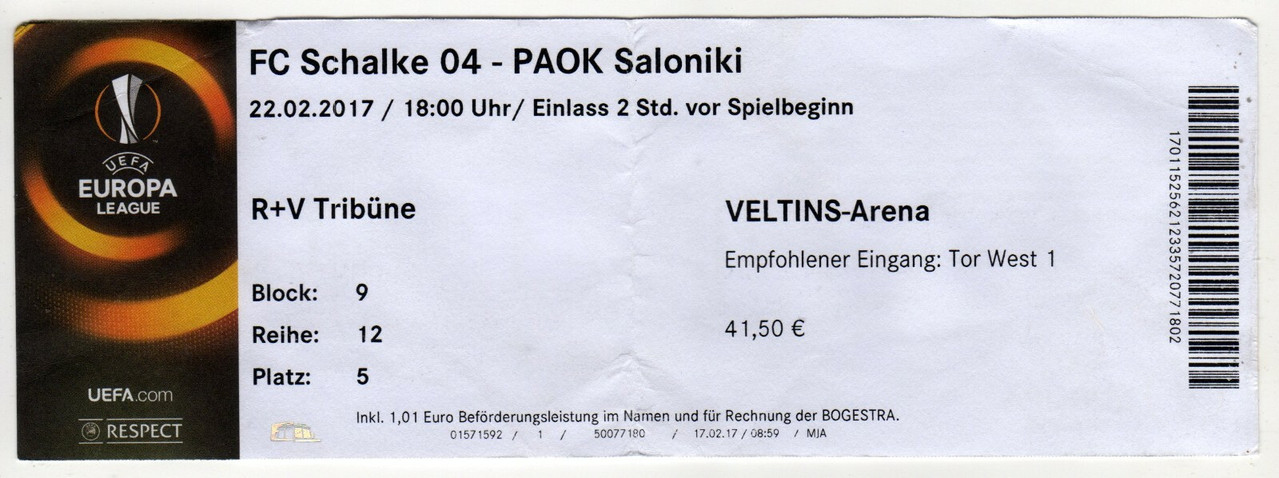 UEFA
EUROPA
LEAGUE
UEFA.com
RESPECT
FC Schalke 04 - PAOK Saloniki
22.02.2017 / 18:00 Uhr/ Einlass 2 Std. vor Spielbeginn
R+V Tribüne
VELTINS-Arena
Empfohlener Eingang: Tor West 1
Block: 9
Reihe: 12
41,50 €
Platz: 5
Inkl. 1,01 Euro Beförderungsleistung im Namen und für Rechnung der BOGESTRA.
01571592 / 1 / 50077180 / 17.02.17 / 08:59 / MJA
1701152562123357207771802